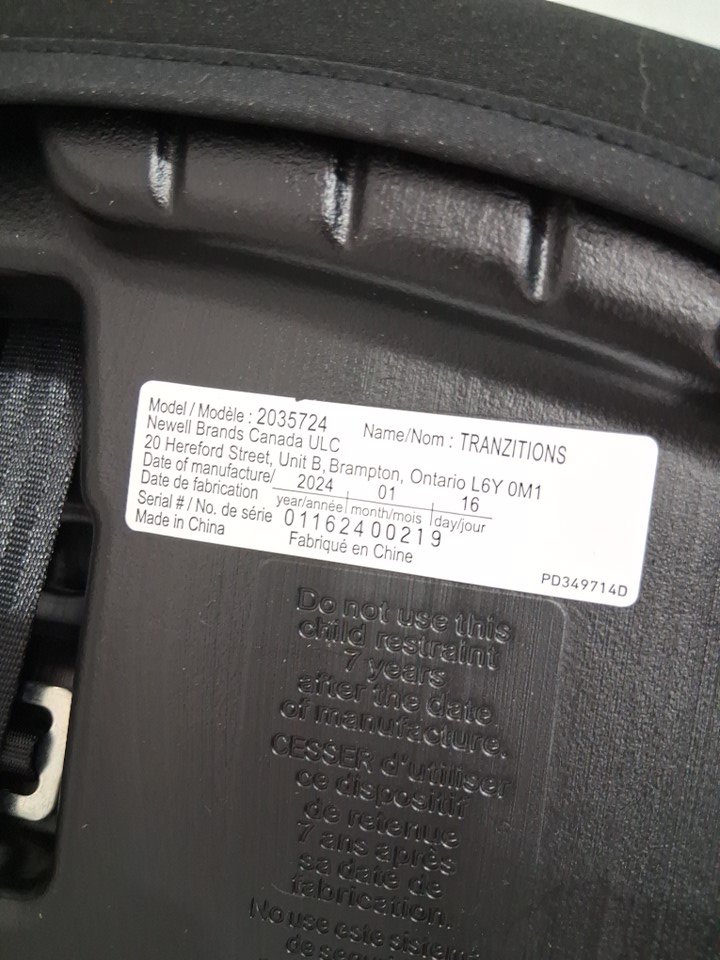 Model / Modèle : 2035724 Name/Nom : TRANZITIONS
Newell Brands Canada ULC
20 Hereford Street, Unit B, Brampton, Ontario L6Y 0M1
Date of manufacture/ 2024 | 01 | 16
Date de fabrication year/année | month/mois | day/jour
Serial # / No. de série 01162400219
Made in China Fabriqué en Chine
PD349714D
Do not use this
child restraint
7 years
after the date
of manufacture.
CESSER d'utiliser
ce dispositif
de retenue
7 ans après
sa date de
fabrication.
No use este sistema